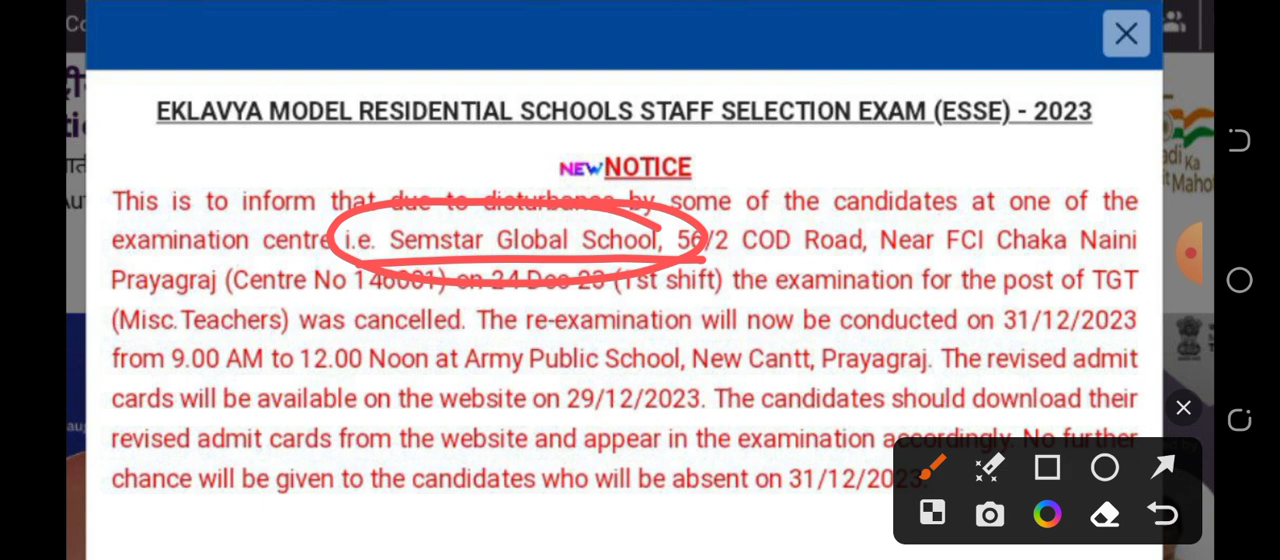 EKLAVYA MODEL RESIDENTIAL SCHOOLS STAFF SELECTION EXAM (ESSE) - 2023
NEW NOTICE
This is to inform that due to disturbance by some of the candidates at one of the
examination centre i.e. Semstar Global School, 56/2 COD Road, Near FCI Chaka Naini
Prayagraj (Centre No 146001) on 24 Dec 23 (1st shift) the examination for the post of TGT
(Misc.Teachers) was cancelled. The re-examination will now be conducted on 31/12/2023
from 9.00 AM to 12.00 Noon at Army Public School, New Cantt, Prayagraj. The revised admit
cards will be available on the website on 29/12/2023. The candidates should download their
revised admit cards from the website and appear in the examination accordingly. No further
chance will be given to the candidates who will be absent on 31/12/2023.